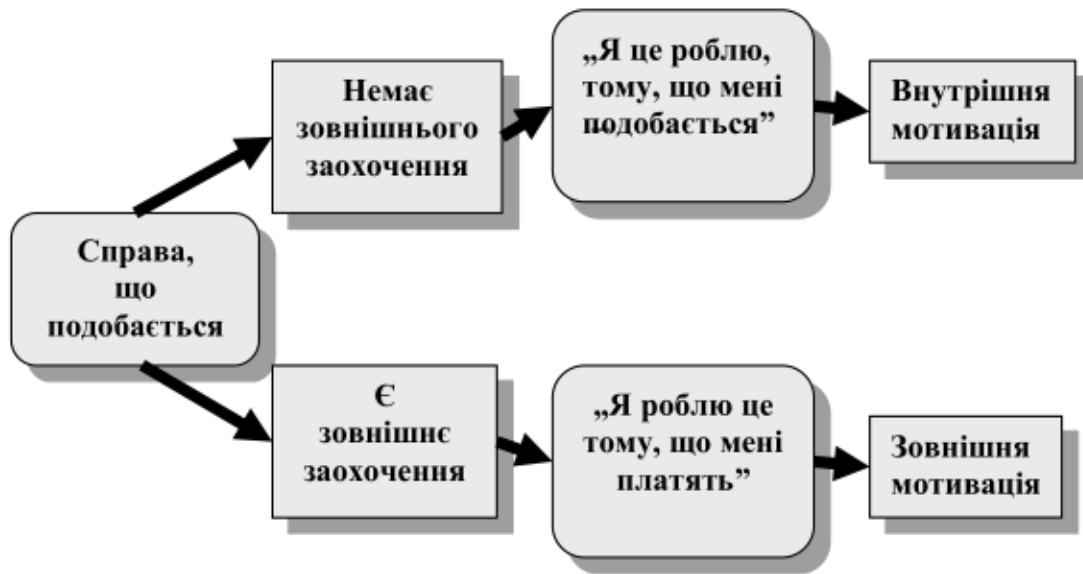 Справа,
що
подобається
Немає
зовнішнього
заохочення
„Я це роблю,
тому, що мені
подобається”
Внутрішня
мотивація
Є
зовнішнє
заохочення
„Я роблю це
тому, що мені
платять”
Зовнішня
мотивація